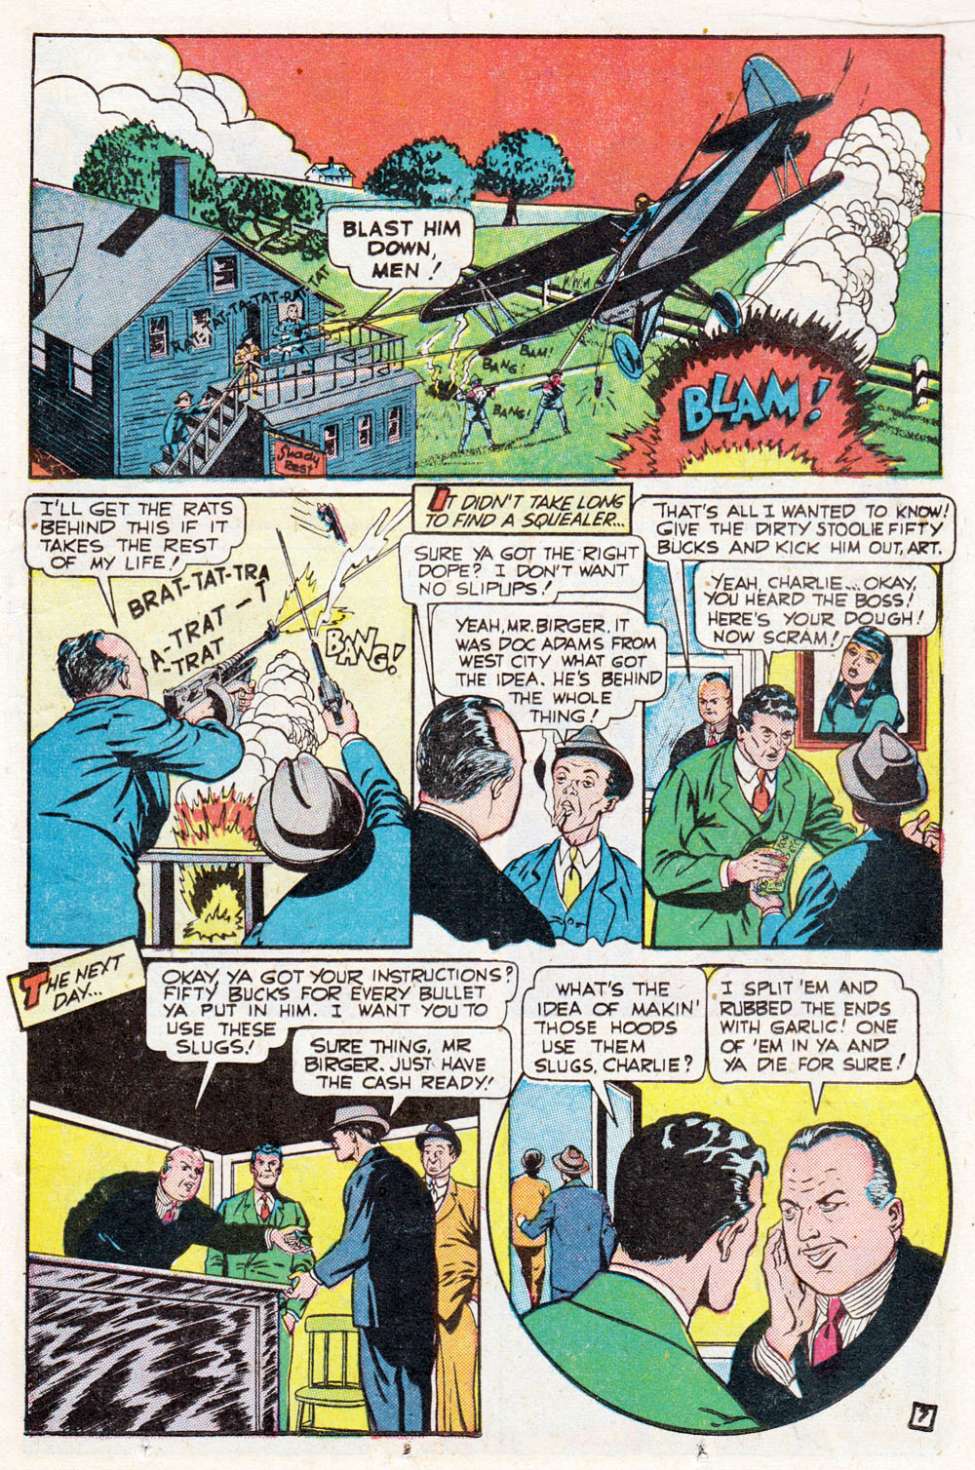 BLAST HIM
DOWN,
MEN!
RAT-TAT-TA-TAT-RAT-TAT
BAM!
BANG!
BANG!
BLAM!
Shady
Rest
I'LL GET THE RATS
BEHIND THIS IF IT
TAKES THE REST
OF MY LIFE!
BRAT-TAT-TRA
A-TRAT-T
A-TRAT
-TRAT
BANG!
IT DIDN'T TAKE LONG
TO FIND A SQUEALER...
SURE YA GOT THE RIGHT
DOPE? I DON'T WANT
NO SLIPUPS!
YEAH, MR. BIRGER. IT
WAS DOC ADAMS FROM
WEST CITY WHAT GOT
THE IDEA. HE'S BEHIND
THE WHOLE
THING!
THAT'S ALL I WANTED TO KNOW!
GIVE THE DIRTY STOOLIE FIFTY
BUCKS AND KICK HIM OUT, ART.
YEAH, CHARLIE... OKAY,
YOU HEARD THE BOSS!
HERE'S YOUR DOUGH!
NOW SCRAM!
THE NEXT
DAY...
OKAY, YA GOT YOUR INSTRUCTIONS?
FIFTY BUCKS FOR EVERY BULLET
YA PUT IN HIM. I WANT YOU TO
USE THESE
SLUGS!
SURE THING, MR
BIRGER. JUST HAVE
THE CASH READY!
WHAT'S THE
IDEA OF MAKIN'
THOSE HOODS
USE THEM
SLUGS, CHARLIE?
I SPLIT 'EM AND
RUBBED THE ENDS
WITH GARLIC! ONE
OF 'EM IN YA AND
YA DIE FOR SURE!
7